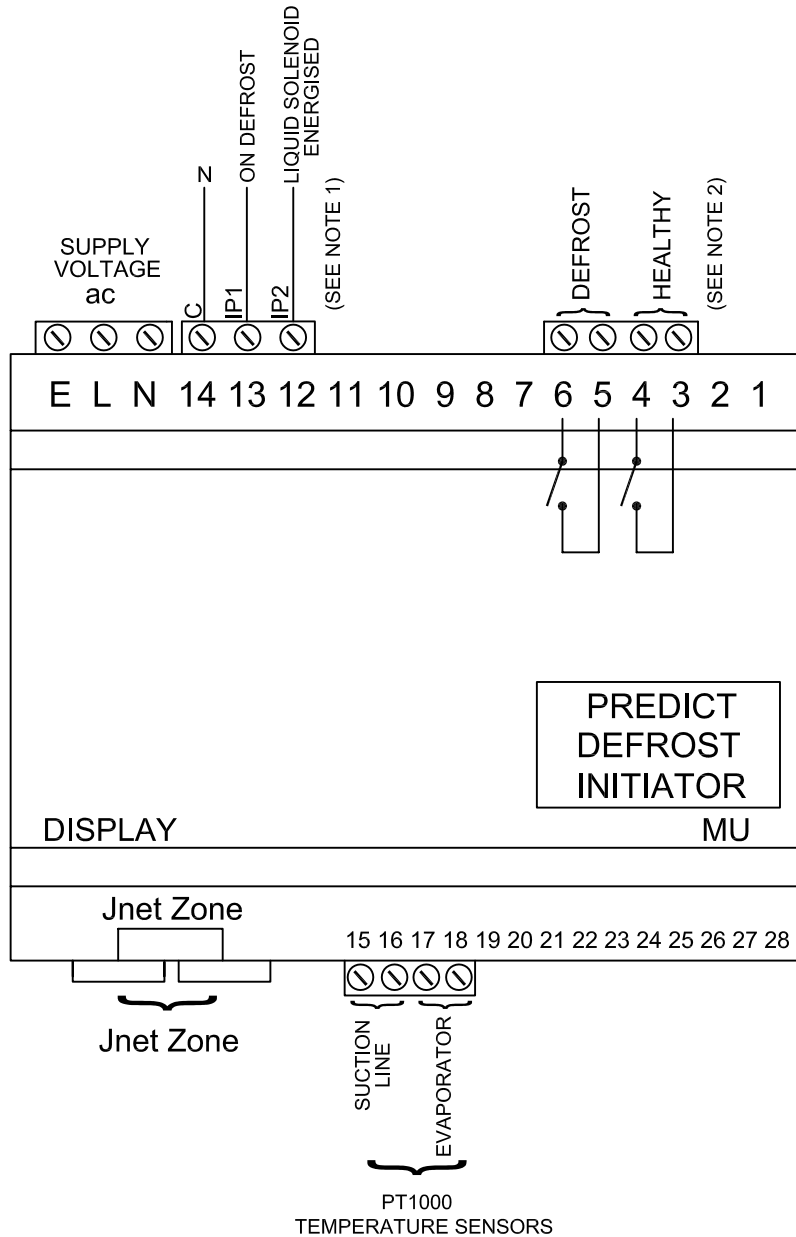 N
ON DEFROST
LIQUID SOLENOID
ENERGISED
(SEE NOTE 1)
SUPPLY
VOLTAGE
ac
C
IP1
IP2
DEFROST
HEALTHY
(SEE NOTE 2)
E L N 14 13 12 11 10 9 8 7 6 5 4 3 2 1
PREDICT
DEFROST
INITIATOR
DISPLAY
MU
Jnet Zone
15 16 17 18 19 20 21 22 23 24 25 26 27 28
Jnet Zone
SUCTION
LINE
EVAPORATOR
PT1000
TEMPERATURE SENSORS